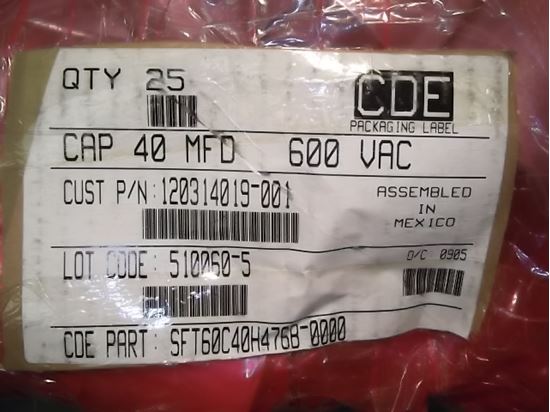 QTY 25
CDE
PACKAGING LABEL
CAP 40 MFD 600 VAC
CUST P/N: 120314019-001
ASSEMBLED
IN
MEXICO
LOT CODE: 510060-5
D/C 0905
CDE PART: SFT60C40H476B-0000